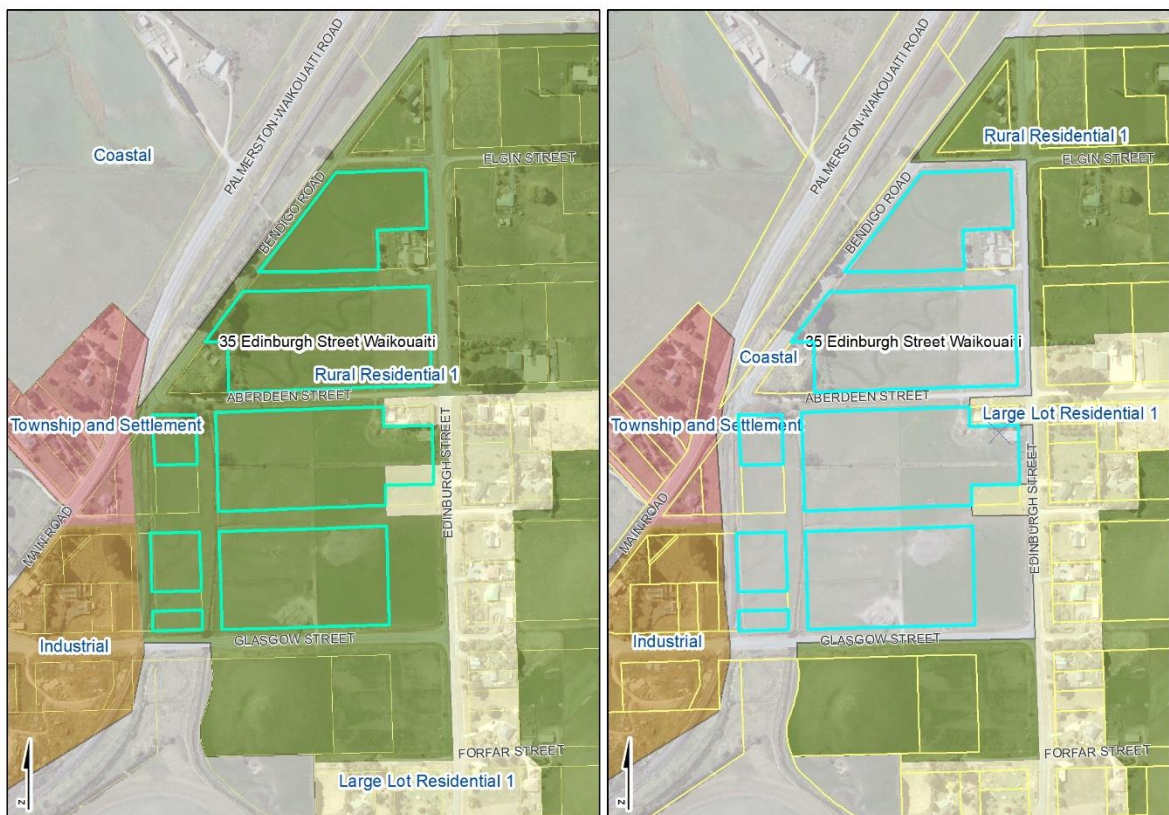 PALMERSTON-WAIKOUAITI ROAD
Coastal
ELGIN STREET
BENDIGO ROAD
35 Edinburgh Street Waikouaiti
Rural Residential 1
ABERDEEN STREET
Township and Settlement
EDINBURGH STREET
MAIN ROAD
Industrial
GLASGOW STREET
FORFAR STREET
Large Lot Residential 1
N
PALMERSTON-WAIKOUAITI ROAD
Rural Residential 1
ELGIN STREET
BENDIGO ROAD
35 Edinburgh Street Waikouaiti
Coastal
ABERDEEN STREET
Large Lot Residential 1
Township and Settlement
EDINBURGH STREET
MAIN ROAD
Industrial
GLASGOW STREET
FORFAR STREET
N